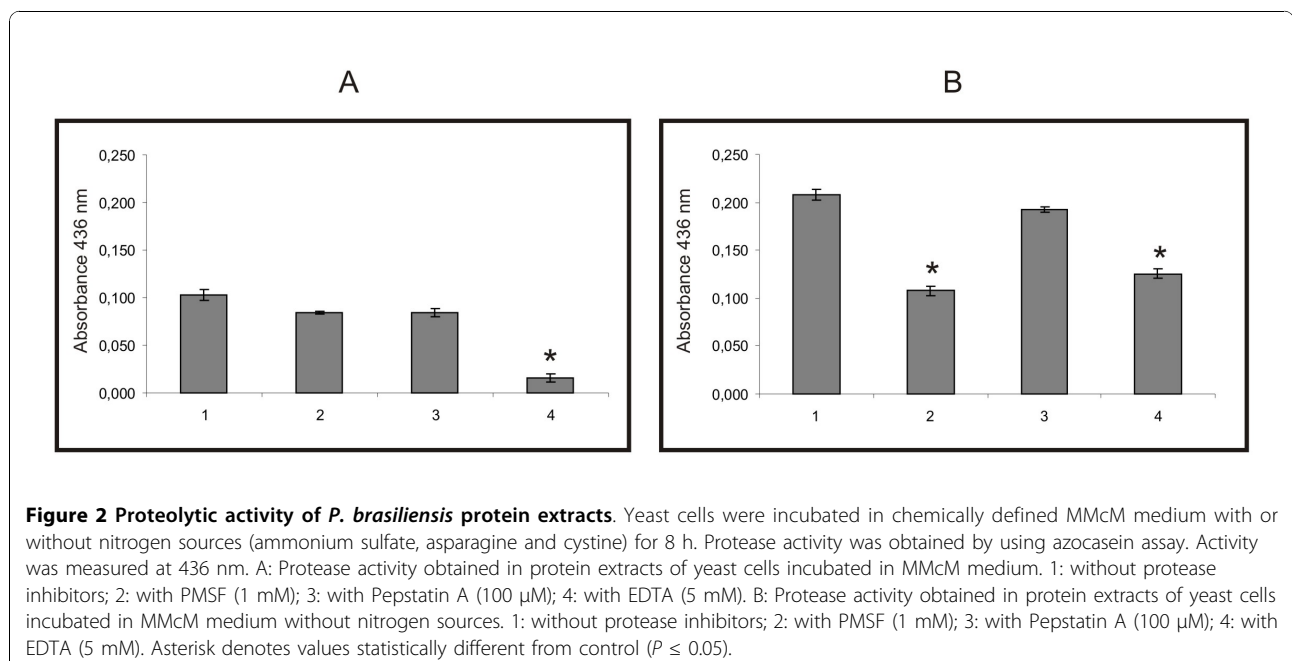 A
B
Absorbance 436 nm
0,250
0,200
0,150
0,100
0,050
0,000
*
1 2 3 4
Absorbance 436 nm
0,250
0,200
0,150
0,100
0,050
0,000
*
*
1 2 3 4
Figure 2 Proteolytic activity of P. brasiliensis protein extracts. Yeast cells were incubated in chemically defined MMcM medium with or
without nitrogen sources (ammonium sulfate, asparagine and cystine) for 8 h. Protease activity was obtained by using azocasein assay. Activity
was measured at 436 nm. A: Protease activity obtained in protein extracts of yeast cells incubated in MMcM medium. 1: without protease
inhibitors; 2: with PMSF (1 mM); 3: with Pepstatin A (100 μM); 4: with EDTA (5 mM). B: Protease activity obtained in protein extracts of yeast cells
incubated in MMcM medium without nitrogen sources. 1: without protease inhibitors; 2: with PMSF (1 mM); 3: with Pepstatin A (100 μM); 4: with
EDTA (5 mM). Asterisk denotes values statistically different from control (P ≤ 0.05).